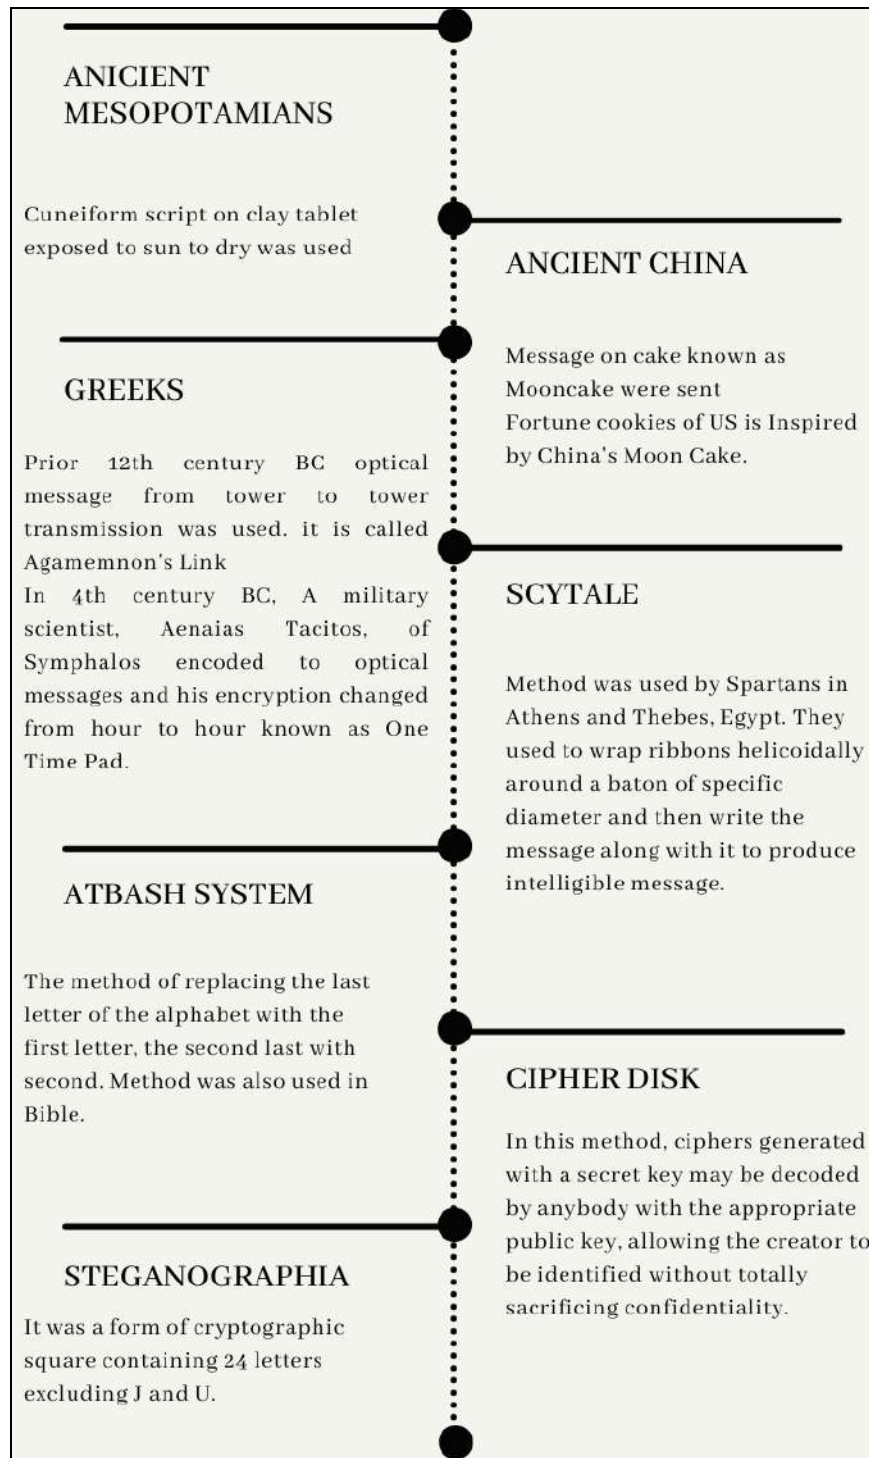 ANICIENT
MESOPOTAMIANS
Cuneiform script on clay tablet
exposed to sun to dry was used
ANCIENT CHINA
Message on cake known as
Mooncake were sent
Fortune cookies of US is Inspired
by China's Moon Cake.
GREEKS
Prior 12th century BC optical
message from tower to tower
transmission was used. it is called
Agamemnon's Link
In 4th century BC, A military
scientist, Aenaias Tacitos, of
Symphalos encoded to optical
messages and his encryption changed
from hour to hour known as One
Time Pad.
SCYTALE
Method was used by Spartans in
Athens and Thebes, Egypt. They
used to wrap ribbons helicoidally
around a baton of specific
diameter and then write the
message along with it to produce
intelligible message.
ATBASH SYSTEM
The method of replacing the last
letter of the alphabet with the
first letter, the second last with
second. Method was also used in
Bible.
CIPHER DISK
In this method, ciphers generated
with a secret key may be decoded
by anybody with the appropriate
public key, allowing the creator to
be identified without totally
sacrificing confidentiality.
STEGANOGRAPHIA
It was a form of cryptographic
square containing 24 letters
excluding J and U.